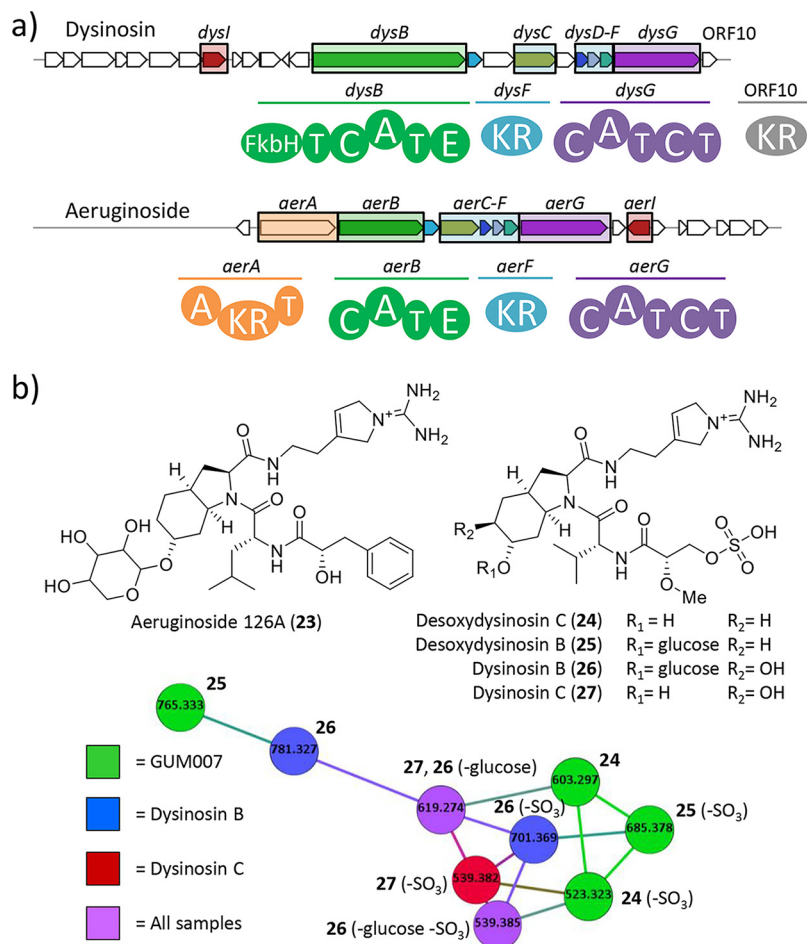 a)
Dysinosin
dysI
dysB
dysC
dysD-F
dysG
ORF10
dysB
dysF
dysG
ORF10
FkbH T C A T E
KR
C A T C T
KR
Aeruginoside
aerA
aerB
aerC-F
aerG
aerI
aerA
aerB
aerF
aerG
A KR T
C A T E
KR
C A T C T
b)
NH2
N+
NH2
O
N
H
H
N
H
O
O
N
H
OH
OH
HO
HO
O
O
Aeruginoside 126A (23)
NH2
N+
NH2
O
N
H
H
N
H
R2
R1
O
O
O
N
H
O
O
OH
S
O
O
Me
Desoxydysinosin C (24) R1 = H R2= H
Desoxydysinosin B (25) R1= glucose R2= H
Dysinosin B (26) R1= glucose R2= OH
Dysinosin C (27) R1= H R2= OH
25
765.333
26
781.327
27, 26 (-glucose)
619.274
24
603.297
26 (-SO3)
701.369
25 (-SO3)
685.378
27 (-SO3)
539.382
523.323
24 (-SO3)
539.385
26 (-glucose -SO3)
= GUM007
= Dysinosin B
= Dysinosin C
= All samples